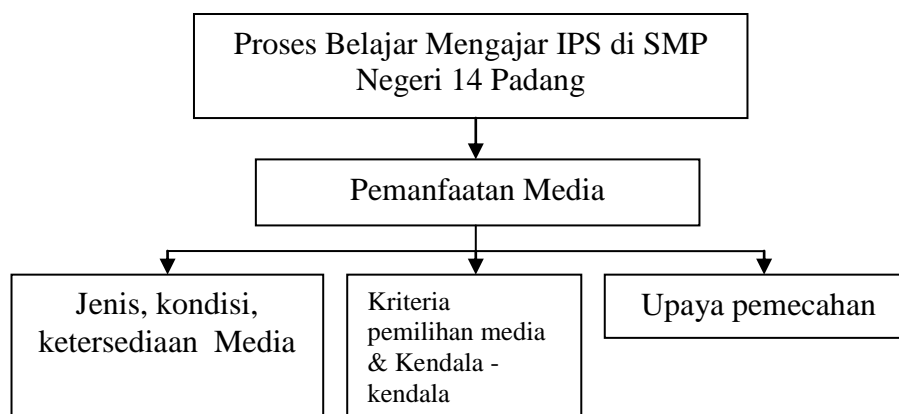 Proses Belajar Mengajar IPS di SMP
Negeri 14 Padang
Pemanfaatan Media
Jenis, kondisi,
ketersediaan  Media
Kriteria
pemilihan media
& Kendala -
kendala
Upaya pemecahan